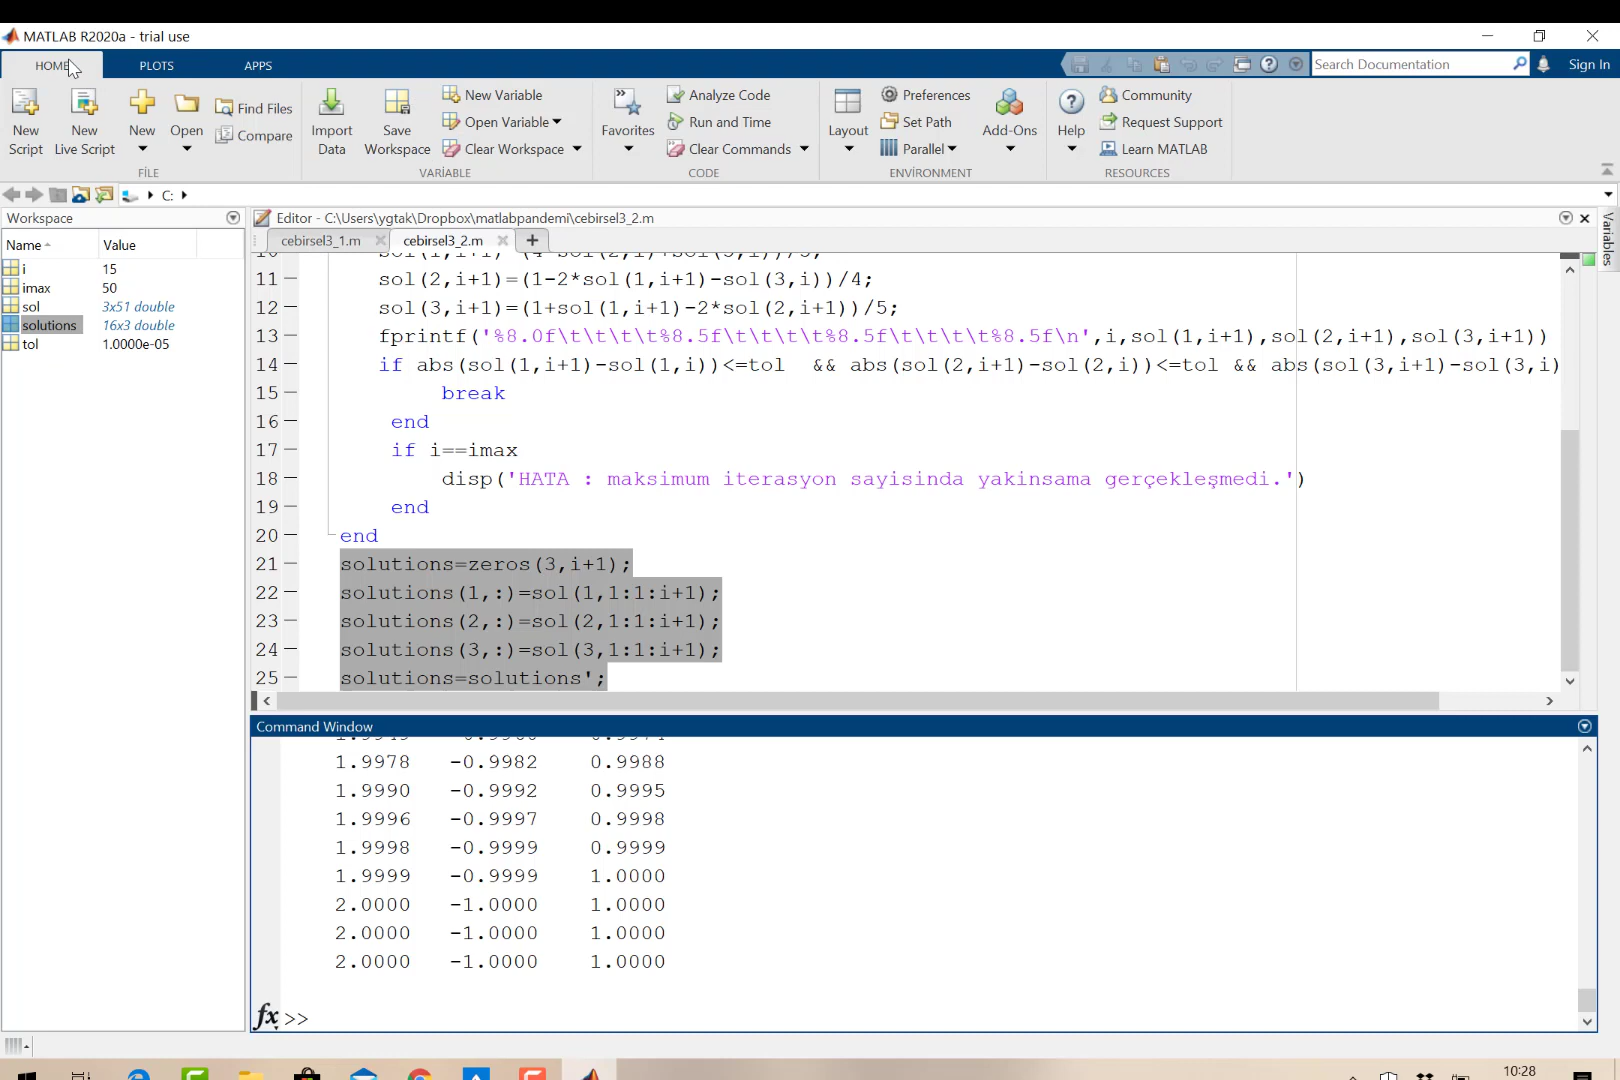 MATLAB R2020a - trial use
HOME PLOTS APPS
Search Documentation Sign In
New Script
New Live Script
New
Open
Find Files
Compare
FİLE
Import Data
Save Workspace
New Variable
Open Variable
Clear Workspace
VARİABLE
Favorites
Analyze Code
Run and Time
Clear Commands
CODE
Layout
Preferences
Set Path
Parallel
Add-Ons
ENVİRONMENT
Help
Community
Request Support
Learn MATLAB
RESOURCES
C:
Workspace
Name Value
i 15
imax 50
sol 3x51 double
solutions 16x3 double
tol 1.0000e-05
Editor - C:\Users\ygtak\Dropbox\matlabpandemi\cebirsel3_2.m
Variables
cebirsel3_1.m cebirsel3_2.m
11 sol(2,i+1)=(1-2*sol(1,i+1)-sol(3,i))/4;
12 sol(3,i+1)=(1+sol(1,i+1)-2*sol(2,i+1))/5;
13 fprintf('%8.0f\t\t\t\t%8.5f\t\t\t\t%8.5f\t\t\t\t%8.5f\n',i,sol(1,i+1),sol(2,i+1),sol(3,i+1))
14 if abs(sol(1,i+1)-sol(1,i))<=tol && abs(sol(2,i+1)-sol(2,i))<=tol && abs(sol(3,i+1)-sol(3,i)
15 break
16 end
17 if i==imax
18 disp('HATA : maksimum iterasyon sayisinda yakinsama gerçekleşmedi.')
19 end
20 end
21 solutions=zeros(3,i+1);
22 solutions(1,:)=sol(1,1:1:i+1);
23 solutions(2,:)=sol(2,1:1:i+1);
24 solutions(3,:)=sol(3,1:1:i+1);
25 solutions=solutions';
Command Window
1.9978 -0.9982 0.9988
1.9990 -0.9992 0.9995
1.9996 -0.9997 0.9998
1.9998 -0.9999 0.9999
1.9999 -0.9999 1.0000
2.0000 -1.0000 1.0000
2.0000 -1.0000 1.0000
2.0000 -1.0000 1.0000
fx >>
10:28